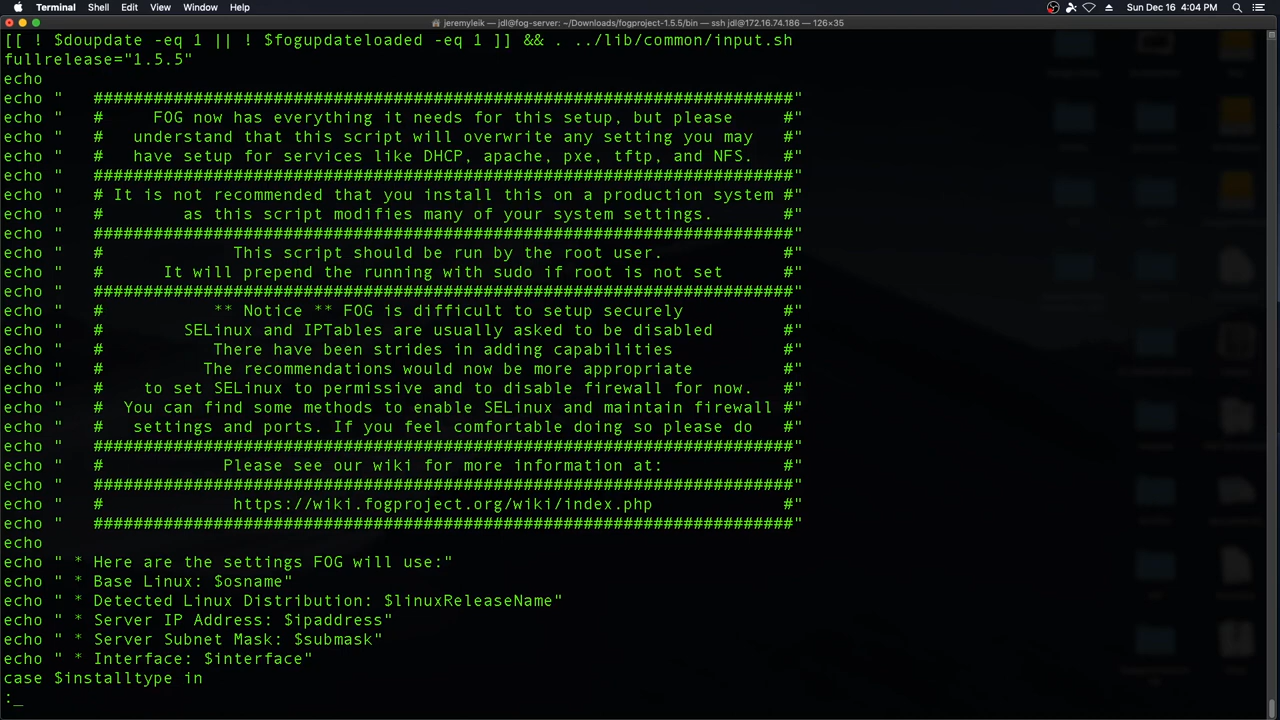 Terminal Shell Edit View Window Help Sun Dec 16 4:04 PM
jeremyleik — jdl@fog-server: ~/Downloads/fogproject-1.5.5/bin — ssh jdl@172.16.74.186 — 126×35
[[ ! $doupdate -eq 1 || ! $fogupdateloaded -eq 1 ]] && . ../lib/common/input.sh
fullrelease="1.5.5"
echo
echo "   ######################################################################"
echo "   #     FOG now has everything it needs for this setup, but please     #"
echo "   #   understand that this script will overwrite any setting you may   #"
echo "   #   have setup for services like DHCP, apache, pxe, tftp, and NFS.   #"
echo "   ######################################################################"
echo "   # It is not recommended that you install this on a production system #"
echo "   #        as this script modifies many of your system settings.       #"
echo "   ######################################################################"
echo "   #             This script should be run by the root user.            #"
echo "   #      It will prepend the running with sudo if root is not set      #"
echo "   ######################################################################"
echo "   #           ** Notice ** FOG is difficult to setup securely          #"
echo "   #        SELinux and IPTables are usually asked to be disabled       #"
echo "   #           There have been strides in adding capabilities           #"
echo "   #          The recommendations would now be more appropriate         #"
echo "   #    to set SELinux to permissive and to disable firewall for now.   #"
echo "   #  You can find some methods to enable SELinux and maintain firewall #"
echo "   #   settings and ports. If you feel comfortable doing so please do   #"
echo "   ######################################################################"
echo "   #            Please see our wiki for more information at:            #"
echo "   ######################################################################"
echo "   #             https://wiki.fogproject.org/wiki/index.php             #"
echo "   ######################################################################"
echo
echo " * Here are the settings FOG will use:"
echo " * Base Linux: $osname"
echo " * Detected Linux Distribution: $linuxReleaseName"
echo " * Server IP Address: $ipaddress"
echo " * Server Subnet Mask: $submask"
echo " * Interface: $interface"
case $installtype in
: